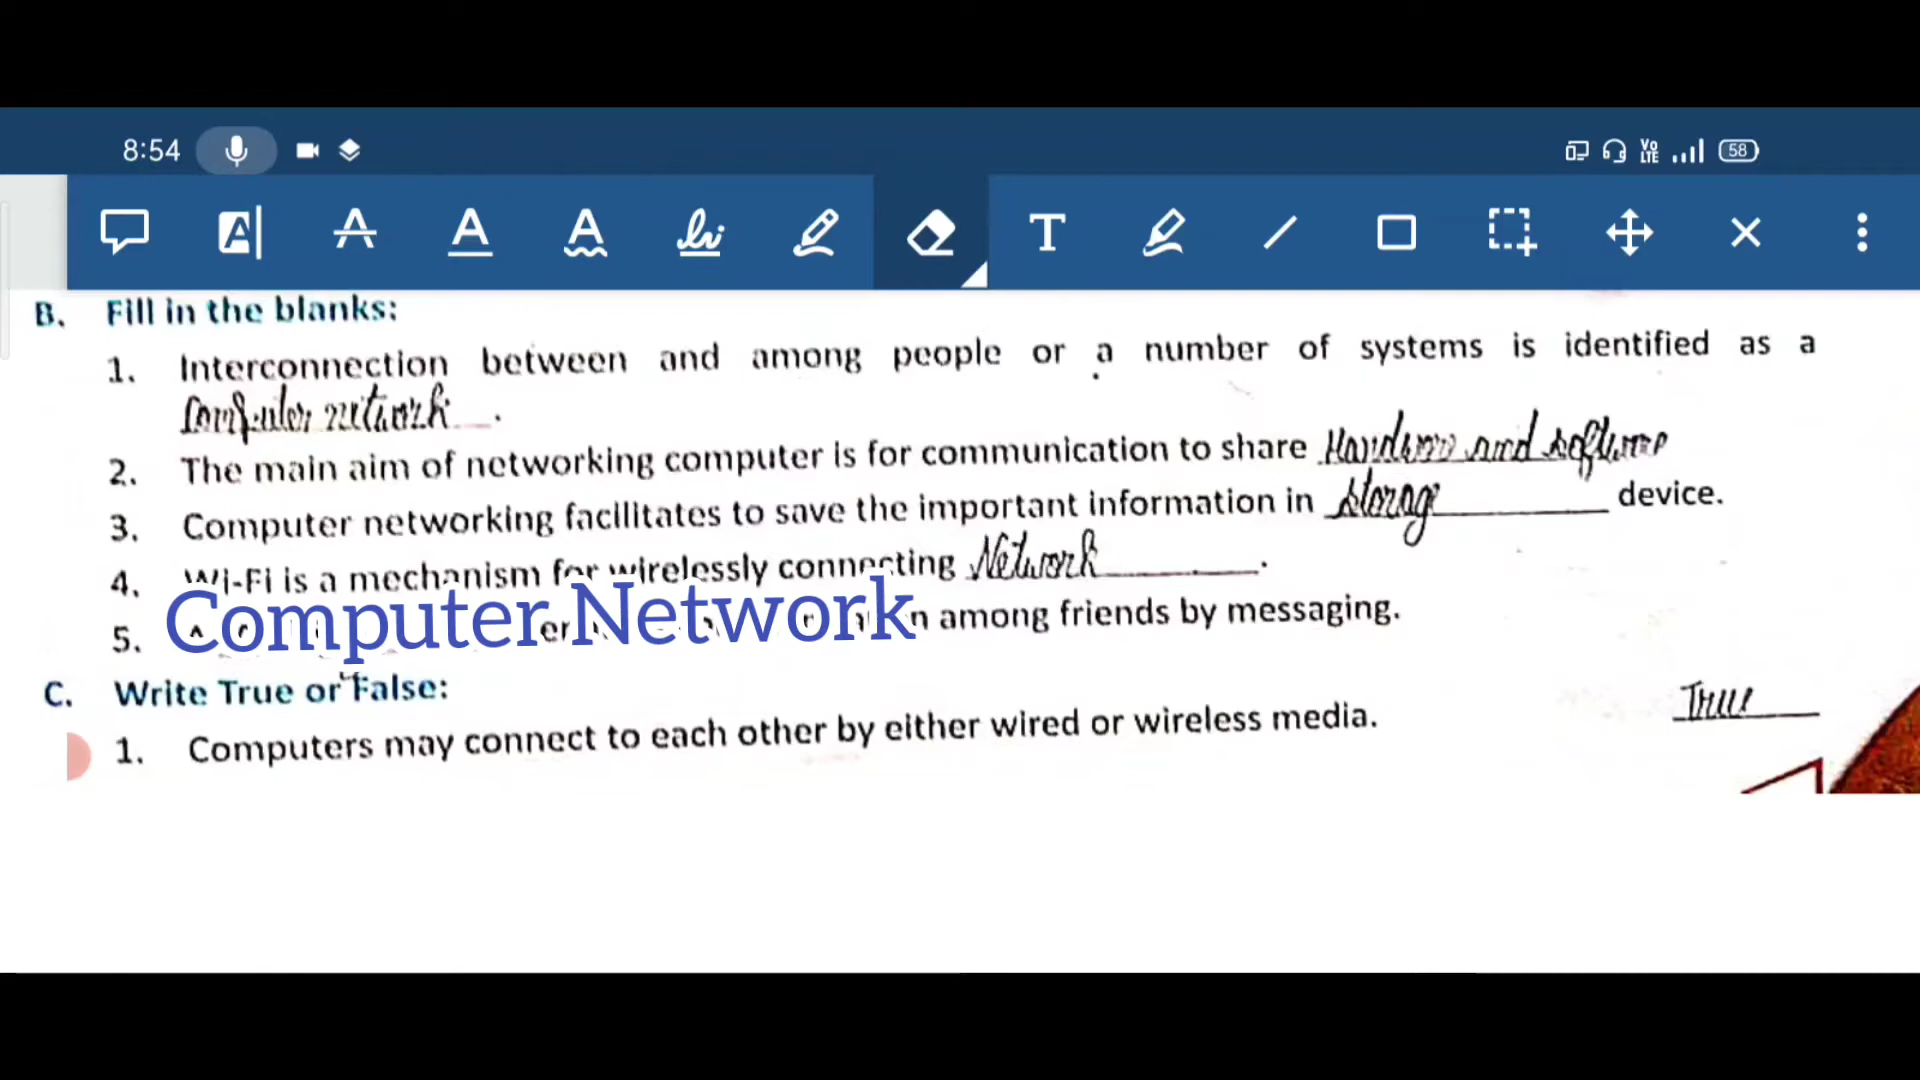 8:54 Vo LTE 58
B. Fill in the blanks:
1. Interconnection between and among people or a number of systems is identified as a
Computer network .
2. The main aim of networking computer is for communication to share Hardware and software
3. Computer networking facilitates to save the important information in storage device.
4. Wi-Fi is a mechanism for wirelessly connecting Network .
Computer Network
5. among friends by messaging.
C. Write True or False:
1. Computers may connect to each other by either wired or wireless media. True